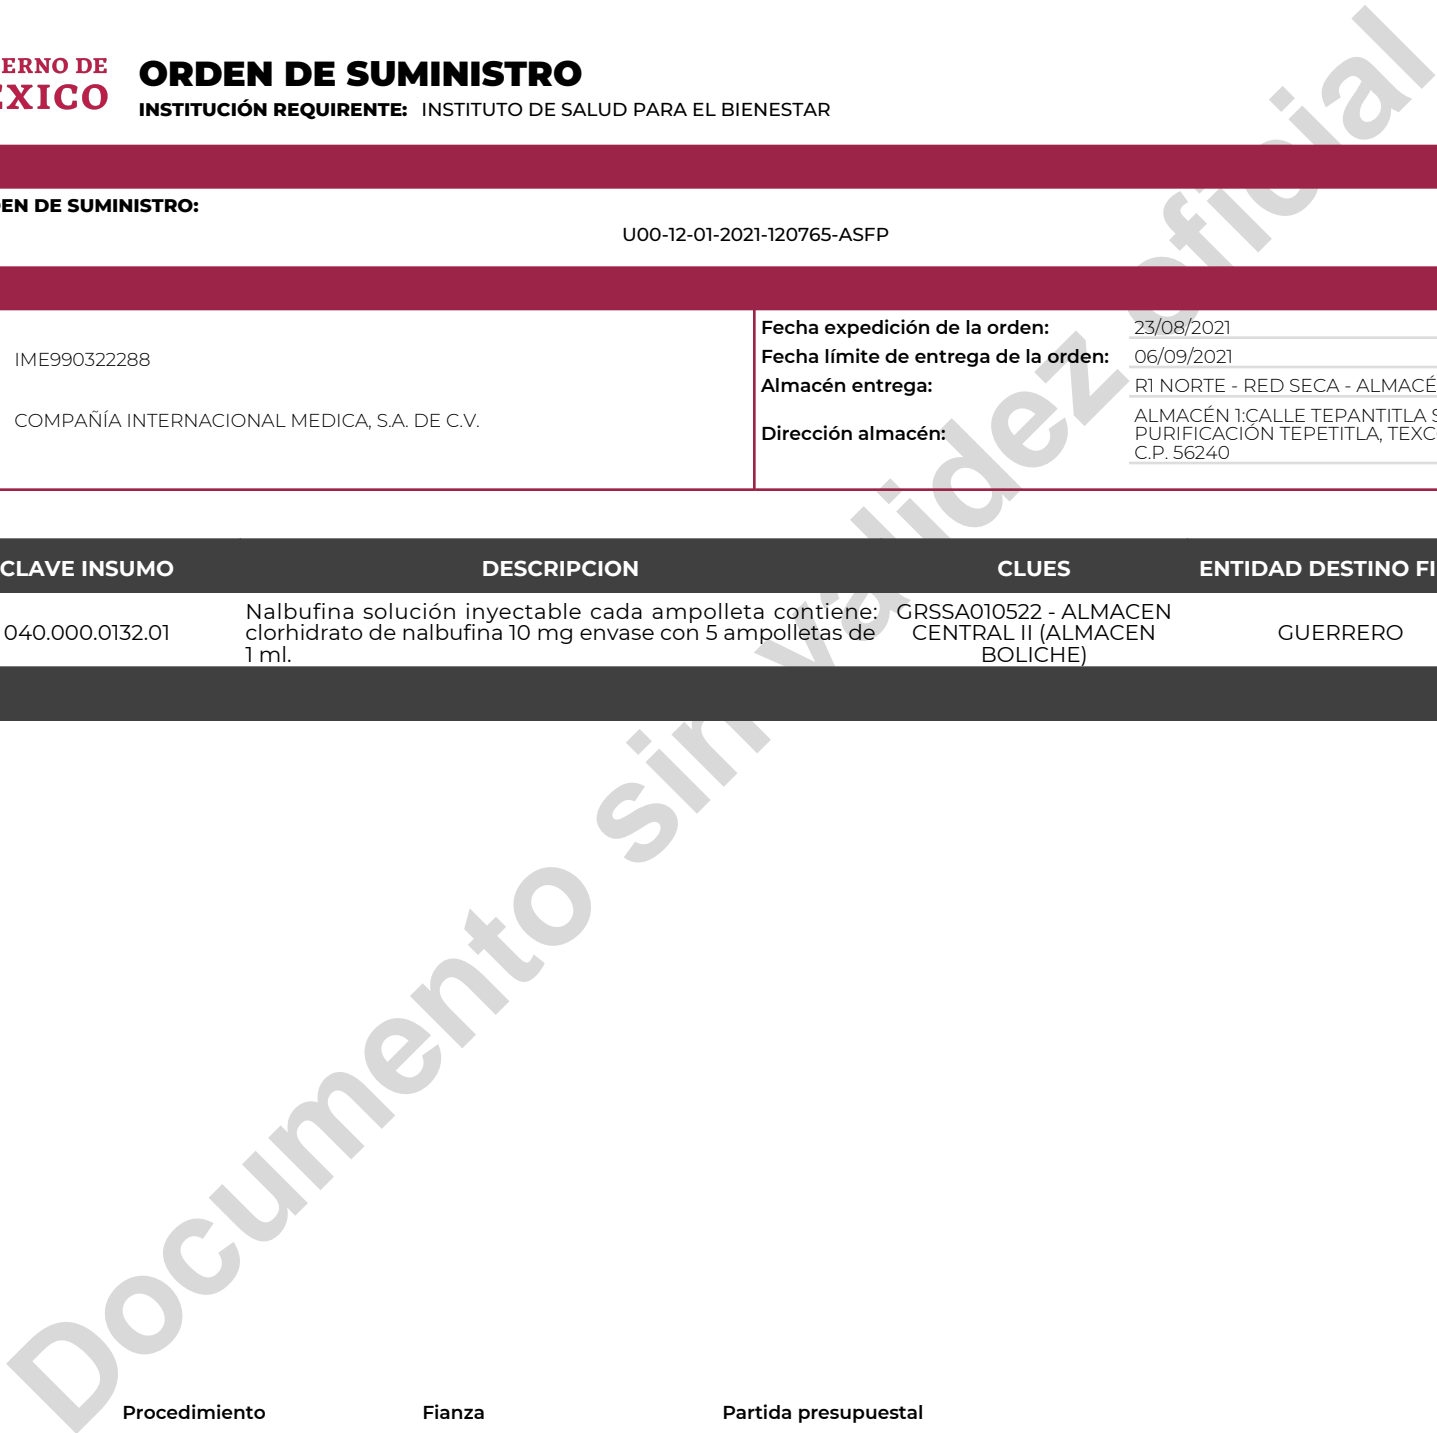 ERNO DE
ÉXICO
ORDEN DE SUMINISTRO
INSTITUCIÓN REQUIRENTE: INSTITUTO DE SALUD PARA EL BIENESTAR
EN DE SUMINISTRO:
U00-12-01-2021-120765-ASFP
IME990322288
COMPAÑÍA INTERNACIONAL MEDICA, S.A. DE C.V.
Fecha expedición de la orden: 23/08/2021
Fecha límite de entrega de la orden: 06/09/2021
Almacén entrega: R1 NORTE - RED SECA - ALMACÉ
Dirección almacén:
ALMACÉN 1:CALLE TEPANTITLA S
PURIFICACIÓN TEPETITLA, TEXC
C.P. 56240
CLAVE INSUMO DESCRIPCION CLUES ENTIDAD DESTINO FI
040.000.0132.01
Nalbufina solución inyectable cada ampolleta contiene:
clorhidrato de nalbufina 10 mg envase con 5 ampolletas de
1 ml.
GRSSA010522 - ALMACEN
CENTRAL II (ALMACEN
BOLICHE)
GUERRERO
Documento sin validez oficial
Procedimiento Fianza Partida presupuestal